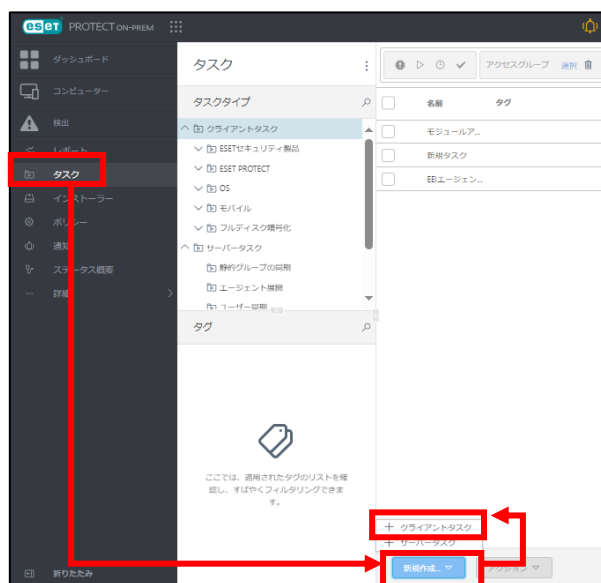 eset PROTECT ON-PREM
ダッシュボード
コンピューター
検出
レポート
タスク
インストーラー
ポリシー
通知
ステータス概要
詳細
折りたたみ
タスク
タスクタイプ
クライアントタスク
ESETセキュリティ製品
ESET PROTECT
OS
モバイル
フルディスク暗号化
サーバータスク
静的グループの同期
エージェント展開
ユーザー同期
タグ
ここでは、適用されたタグのリストを確
認し、すばやくフィルタリングできま
す。
アクセスグループ 選択
名前 タグ
モジュールア...
新規タスク
EEIエージェン...
クライアントタスク
サーバータスク
新規作成...
アクション